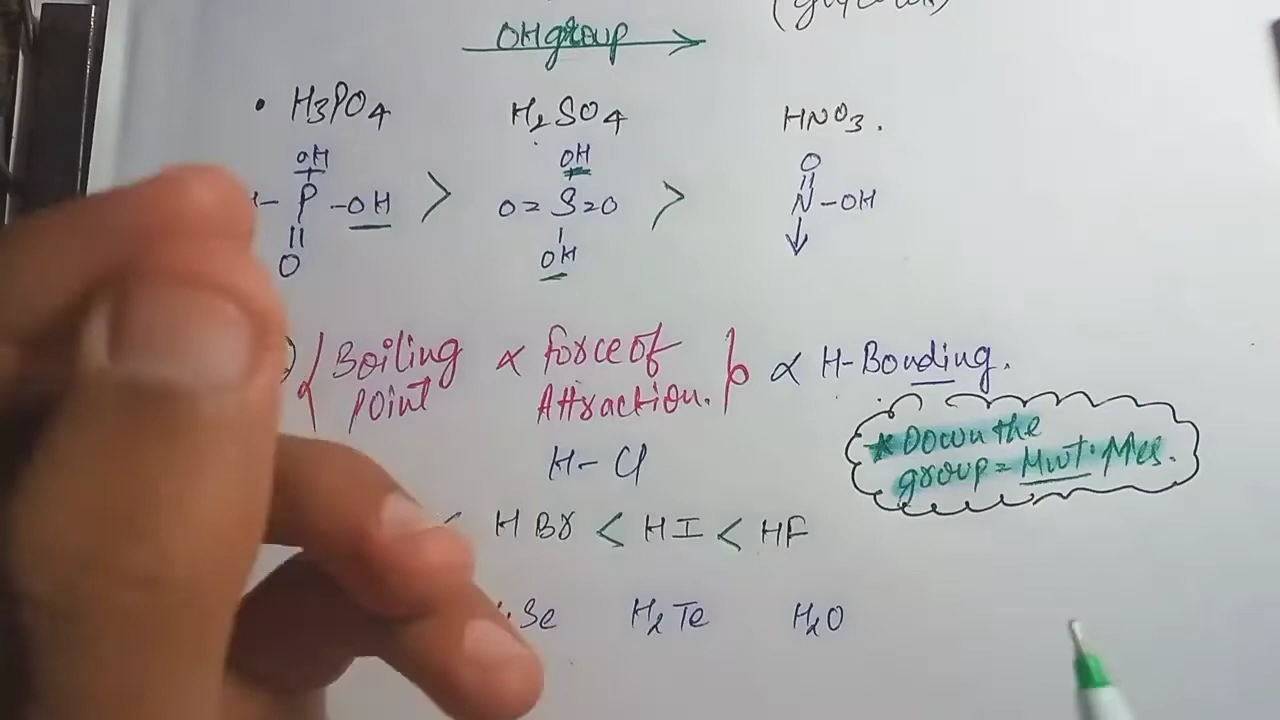 OH group
• H3PO4 H2SO4 HNO3.
OH OH O
P -OH > O=S=O > N-OH
O OH
Boiling Point ∝ Force of Attraction. ∝ H-Bonding.
* Down the
group = Mwt. ↑es.
H-Cl
< HBr < HI < HF
Se H2Te H2O